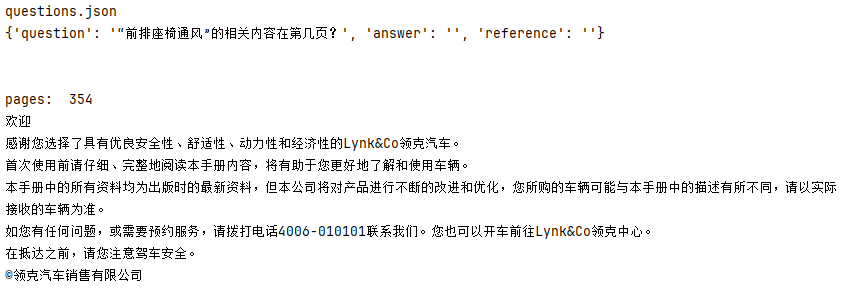 questions.json
{'question': '“前排座椅通风”的相关内容在第几页？', 'answer': '', 'reference': ''}
pages:  354
欢迎
感谢您选择了具有优良安全性、舒适性、动力性和经济性的Lynk&Co领克汽车。
首次使用前请仔细、完整地阅读本手册内容，将有助于您更好地了解和使用车辆。
本手册中的所有资料均为出版时的最新资料，但本公司将对产品进行不断的改进和优化，您所购的车辆可能与本手册中的描述有所不同，请以实际
接收的车辆为准。
如您有任何问题，或需要预约服务，请拨打电话4006-010101联系我们。您也可以开车前往Lynk&Co领克中心。
在抵达之前，请您注意驾车安全。
©领克汽车销售有限公司